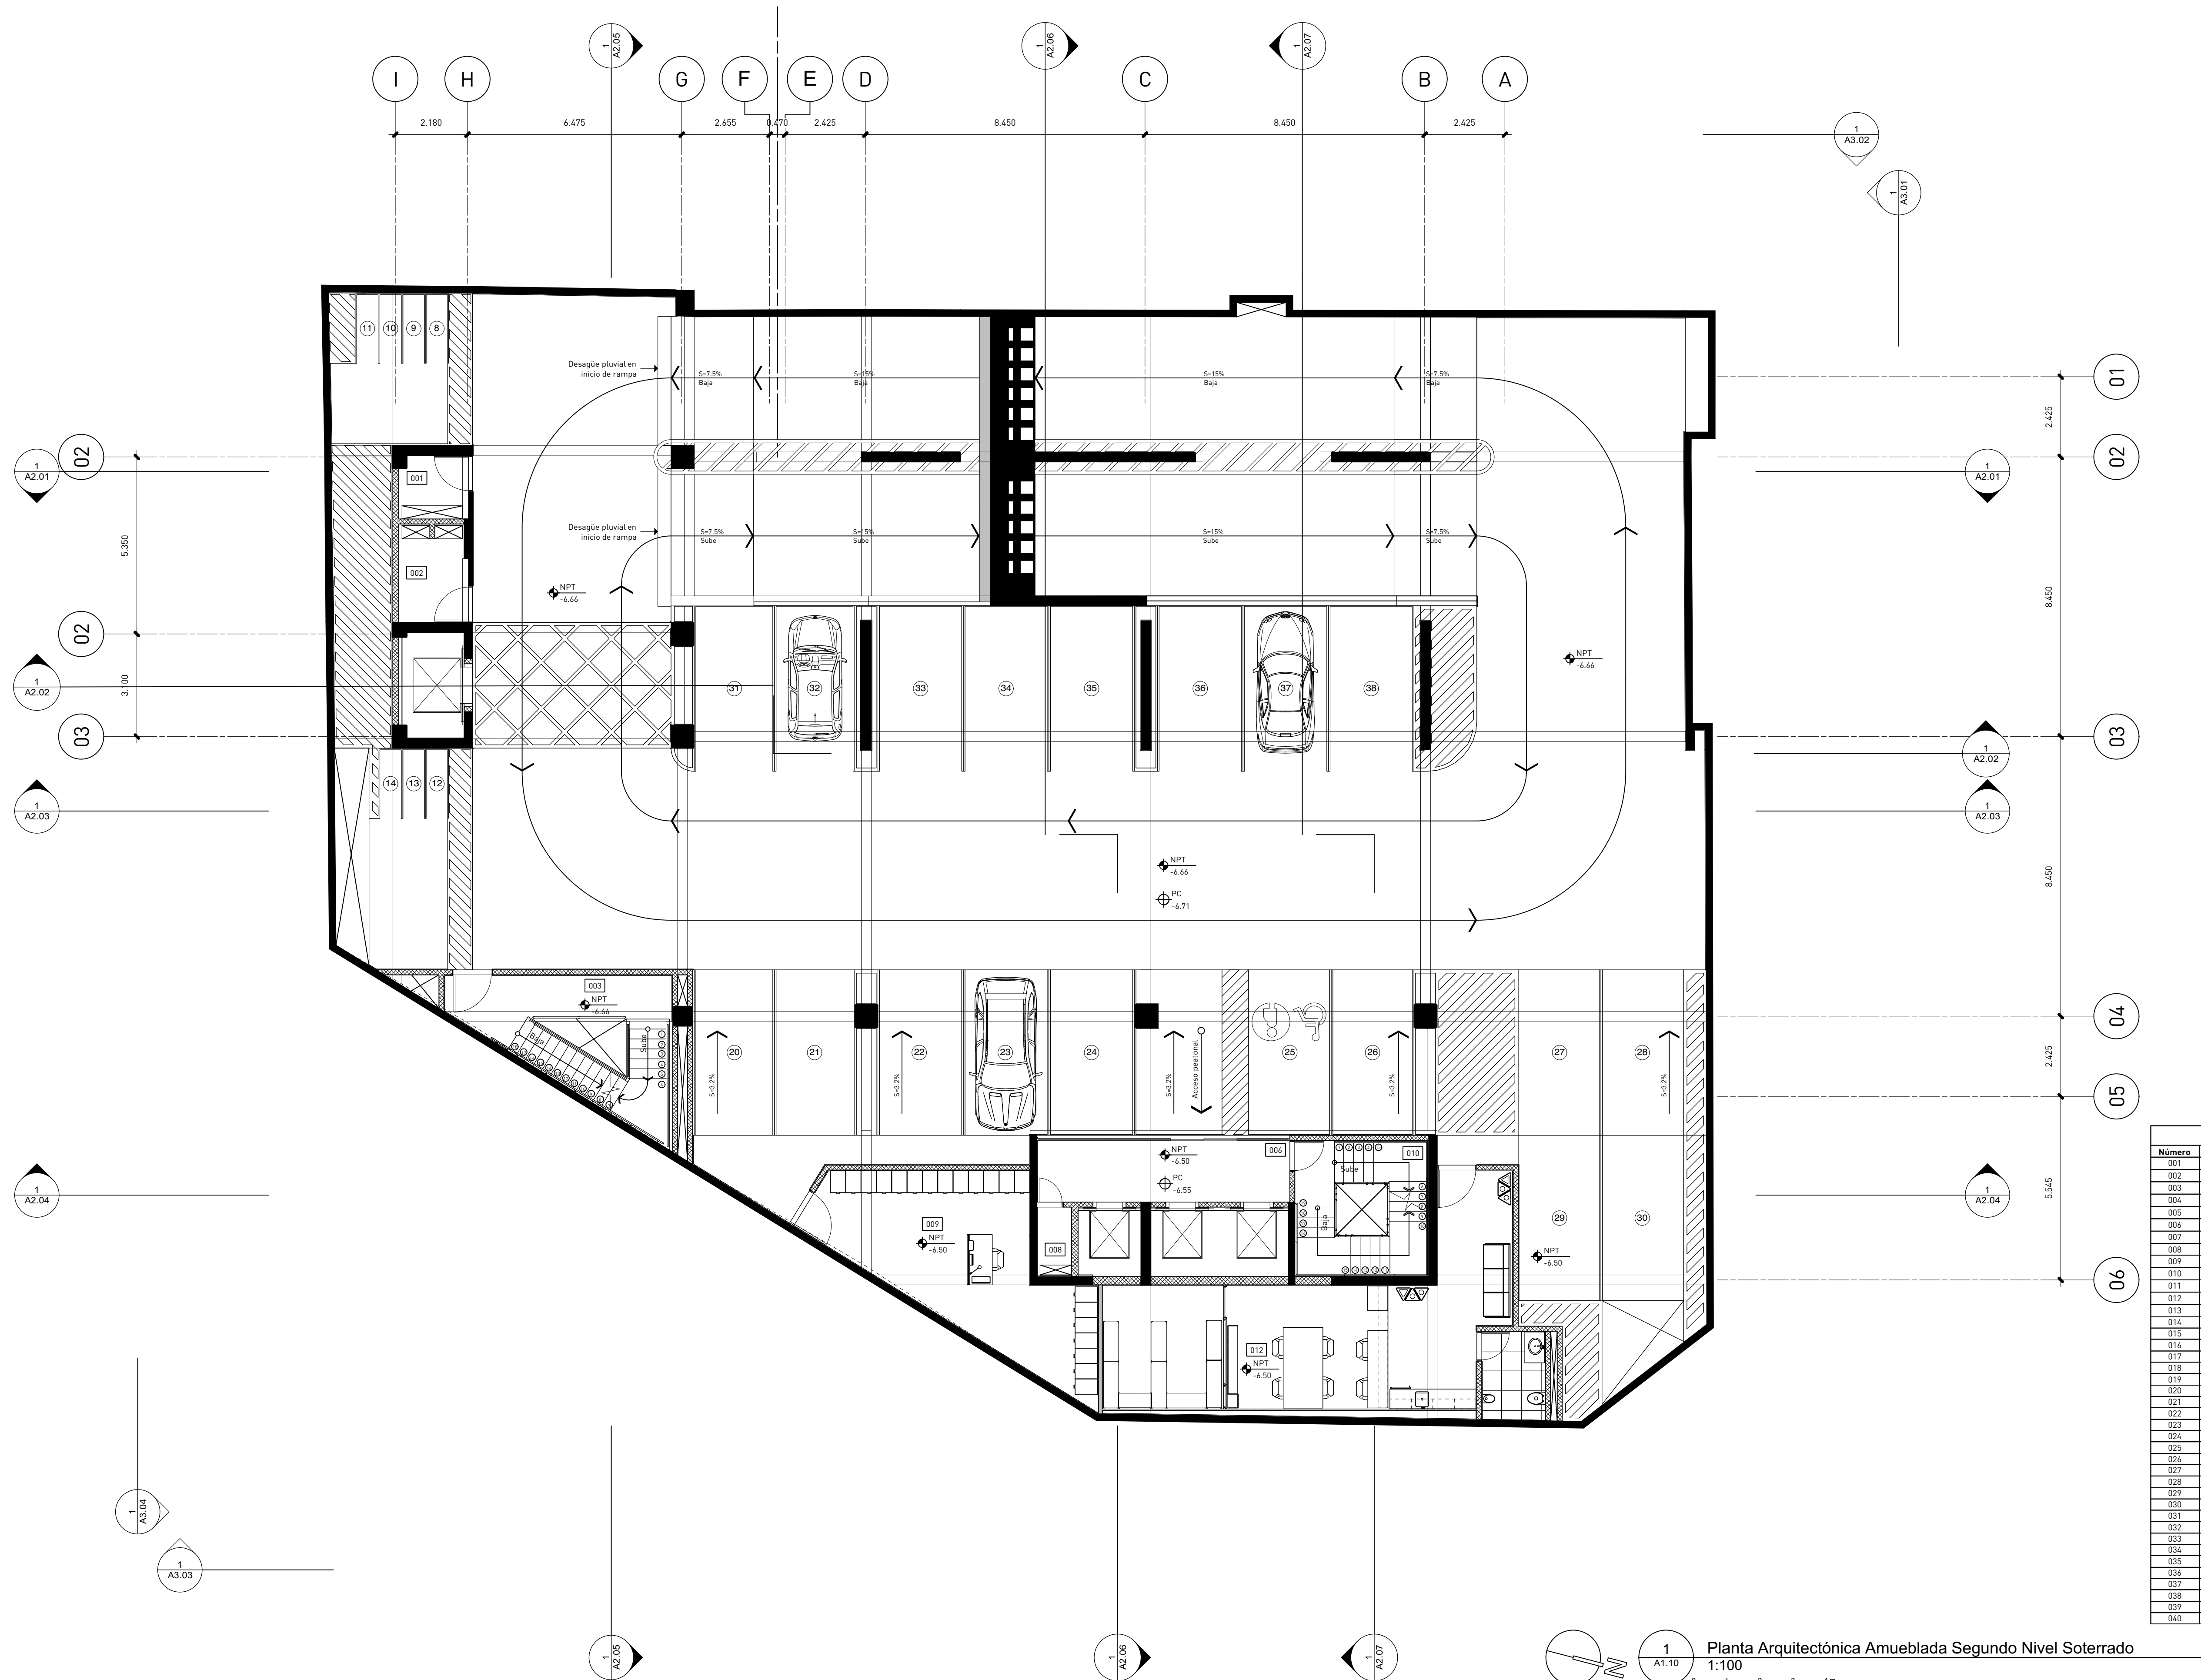 1
A2.05
1
A2.06
1
A2.07
I
H
G
F
E
D
C
B
A
2.180
6.475
2.655
0.470
2.425
8.450
8.450
2.425
1
A3.02
1
A3.01
11
10
9
8
Desagüe pluvial en
inicio de rampa
S=7.5%
Baja
S=15%
Baja
S=15%
Baja
S=7.5%
Baja
01
2.425
02
02
1
A2.01
1
A2.01
001
5.350
Desagüe pluvial en
inicio de rampa
S=7.5%
Sube
S=15%
Sube
S=15%
Sube
S=7.5%
Sube
002
NPT
-6.66
8.450
02
NPT
-6.66
1
A2.02
3.100
31
32
33
34
35
36
37
38
03
03
1
A2.02
14
13
12
1
A2.03
1
A2.03
NPT
-6.66
PC
-6.71
8.450
003
NPT
-6.66
Baja
Sube
04
20
21
22
23
24
25
26
27
28
S=3.2%
S=3.2%
S=3.2%
Acceso peatonal
S=3.2%
S=3.2%
2.425
05
NPT
-6.50
006
010
Sube
PC
-6.55
Baja
1
A2.04
1
A2.04
5.545
009
NPT
-6.50
008
29
30
NPT
-6.50
06
012
NPT
-6.50
Número
001
002
003
004
005
006
007
008
009
010
011
012
013
014
015
016
017
018
019
020
021
022
023
024
025
026
027
028
029
030
031
032
033
034
035
036
037
038
039
040
1
A3.04
1
A3.03
1
A2.05
1
A2.06
1
A2.07
N
1
A1.10
Planta Arquitectónica Amueblada Segundo Nivel Soterrado
1:100